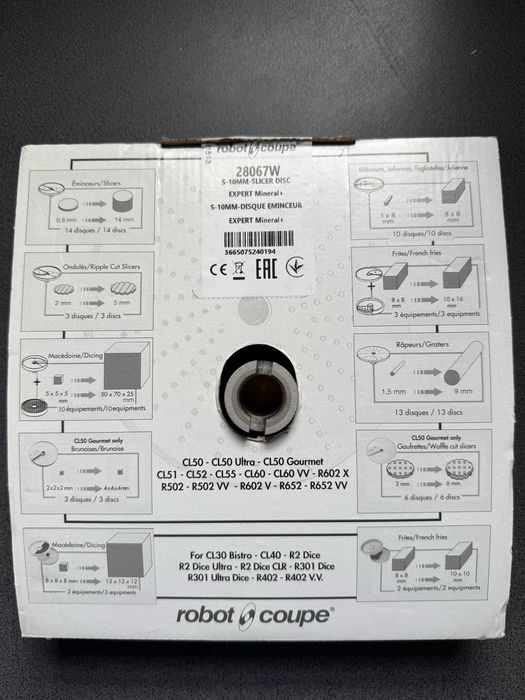 robot coupe
28067W
S-10MM-SLICER DISC
EXPERT Mineral+
S-10MM-DISQUE EMINCEUR
EXPERT Mineral+
3665075240194
CE EAC
Éminceurs/Slicers
0,6 mm 14 mm
14 disques / 14 discs
Ondulés/Ripple Cut Slicers
2 mm 5 mm
3 disques / 3 discs
Macédoine/Dicing
+
5 x 5 x 5 mm 50 x 70 x 25 mm
10 équipements/10 equipments
CL50 Gourmet only
Brunoises/Brunoise
2x2x2 mm 4x4x4mm
3 disques / 3 discs
Macédoine/Dicing
8 x 8 x 8 mm 12 x 12 x 12 mm
3 équipements/3 equipments
Bâtonnets, Juliennes, Tagliatelles/Julienne
1 x 8 mm 8 x 8 mm
10 disques/10 discs
Frites/French fries
+
8 x 8 mm 10 x 16 mm
3 équipements/3 equipments
Râpeurs/Graters
1,5 mm 9 mm
13 disques / 13 discs
CL50 Gourmet only
Gaufrettes/Waffle cut slicers
2 mm 6 mm
6 disques / 6 discs
Frites/French fries
8 x 8 mm 10 x 10 mm
2 équipements/2 equipments
CL50 - CL50 Ultra - CL50 Gourmet
CL51 - CL52 - CL55 - CL60 - CL60 VV - R602 X
R502 - R502 VV - R602 V - R652 - R652 VV
For CL30 Bistro - CL40 - R2 Dice
R2 Dice Ultra - R2 Dice CLR - R301 Dice
R301 Ultra Dice - R402 - R402 V.V.
robot coupe®